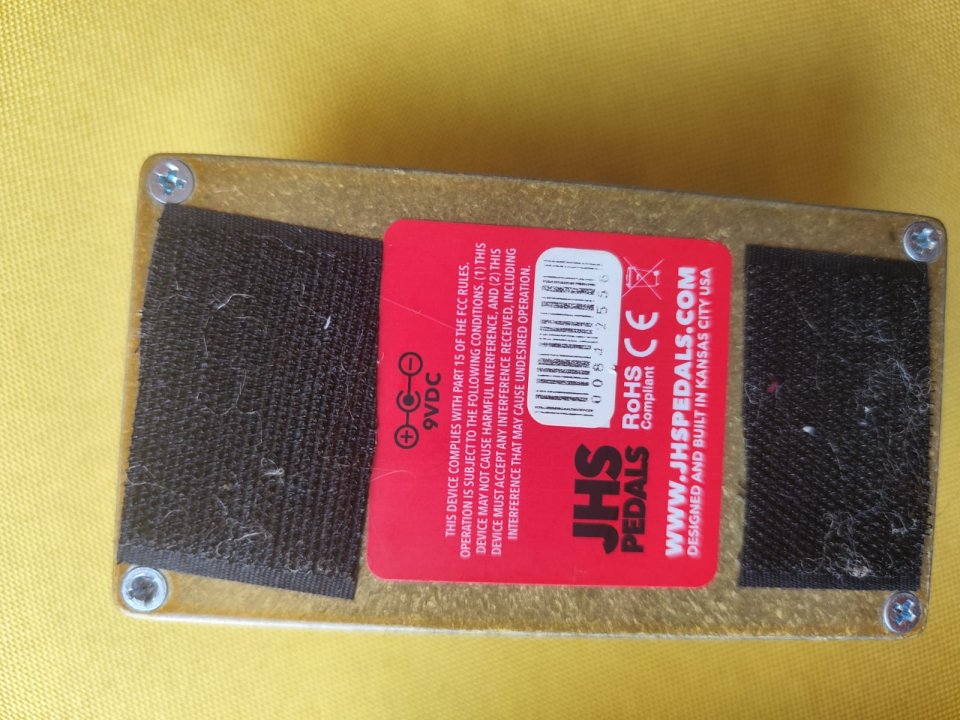 9VDC
THIS DEVICE COMPLIES WITH PART 15 OF THE FCC RULES.
OPERATION IS SUBJECT TO THE FOLLOWING CONDITIONS. (1) THIS
DEVICE MAY NOT CAUSE HARMFUL INTERFERENCE, AND (2) THIS
DEVICE MUST ACCEPT ANY INTERFERENCE RECEIVED, INCLUDING
INTERFERENCE THAT MAY CAUSE UNDESIRED OPERATION.
00842556
JHS
PEDALS
RoHS
Compliant
CE
WWW.JHSPEDALS.COM
DESIGNED AND BUILT IN KANSAS CITY USA